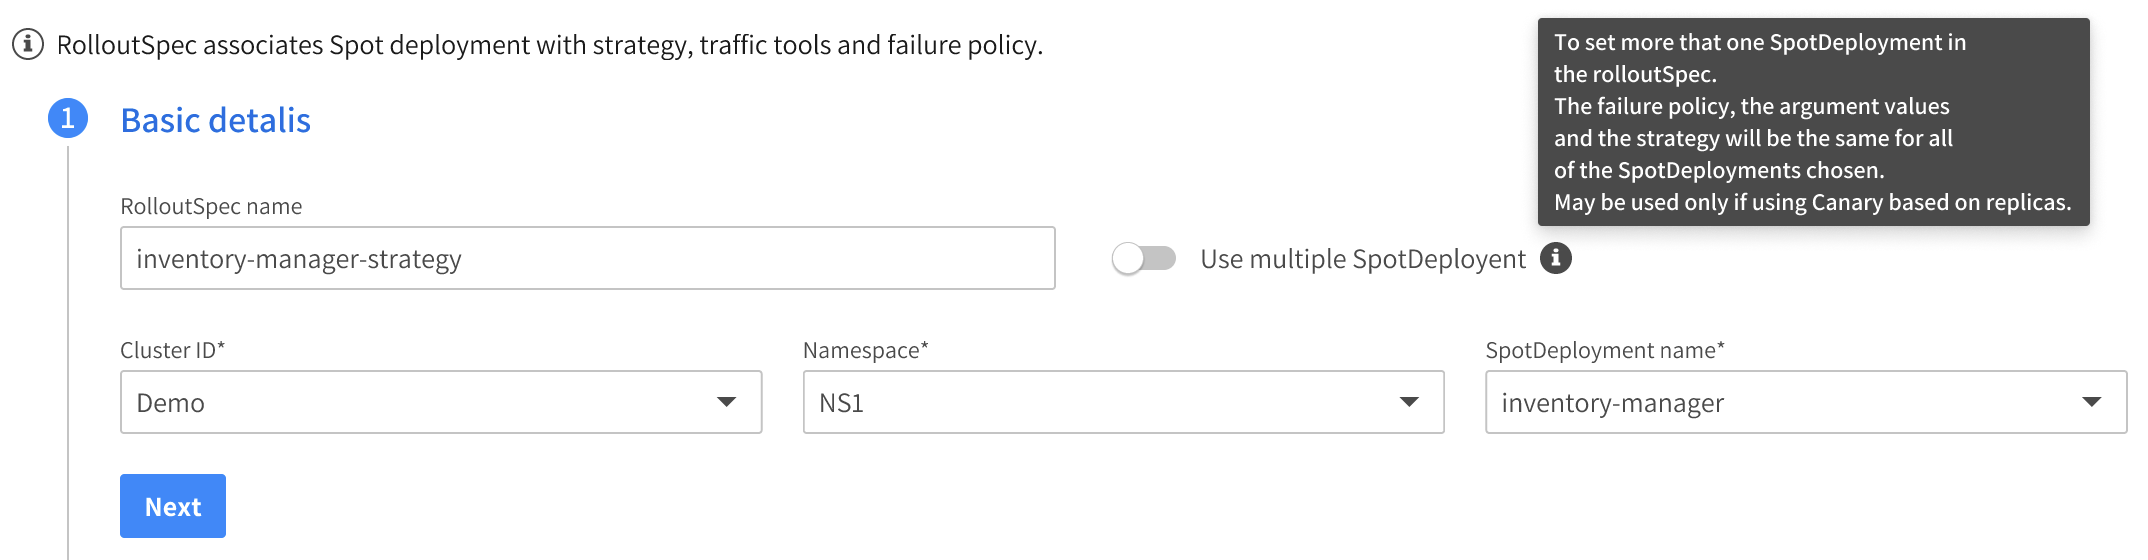 RolloutSpec associates Spot deployment with strategy, traffic tools and failure policy.
To set more that one SpotDeployment in
the rolloutSpec.
The failure policy, the argument values
and the strategy will be the same for all
of the SpotDeployments chosen.
May be used only if using Canary based on replicas.
1 Basic detalis
RolloutSpec name
inventory-manager-strategy
Use multiple SpotDeployent
Cluster ID*
Namespace*
SpotDeployment name*
Demo
NS1
inventory-manager
Next